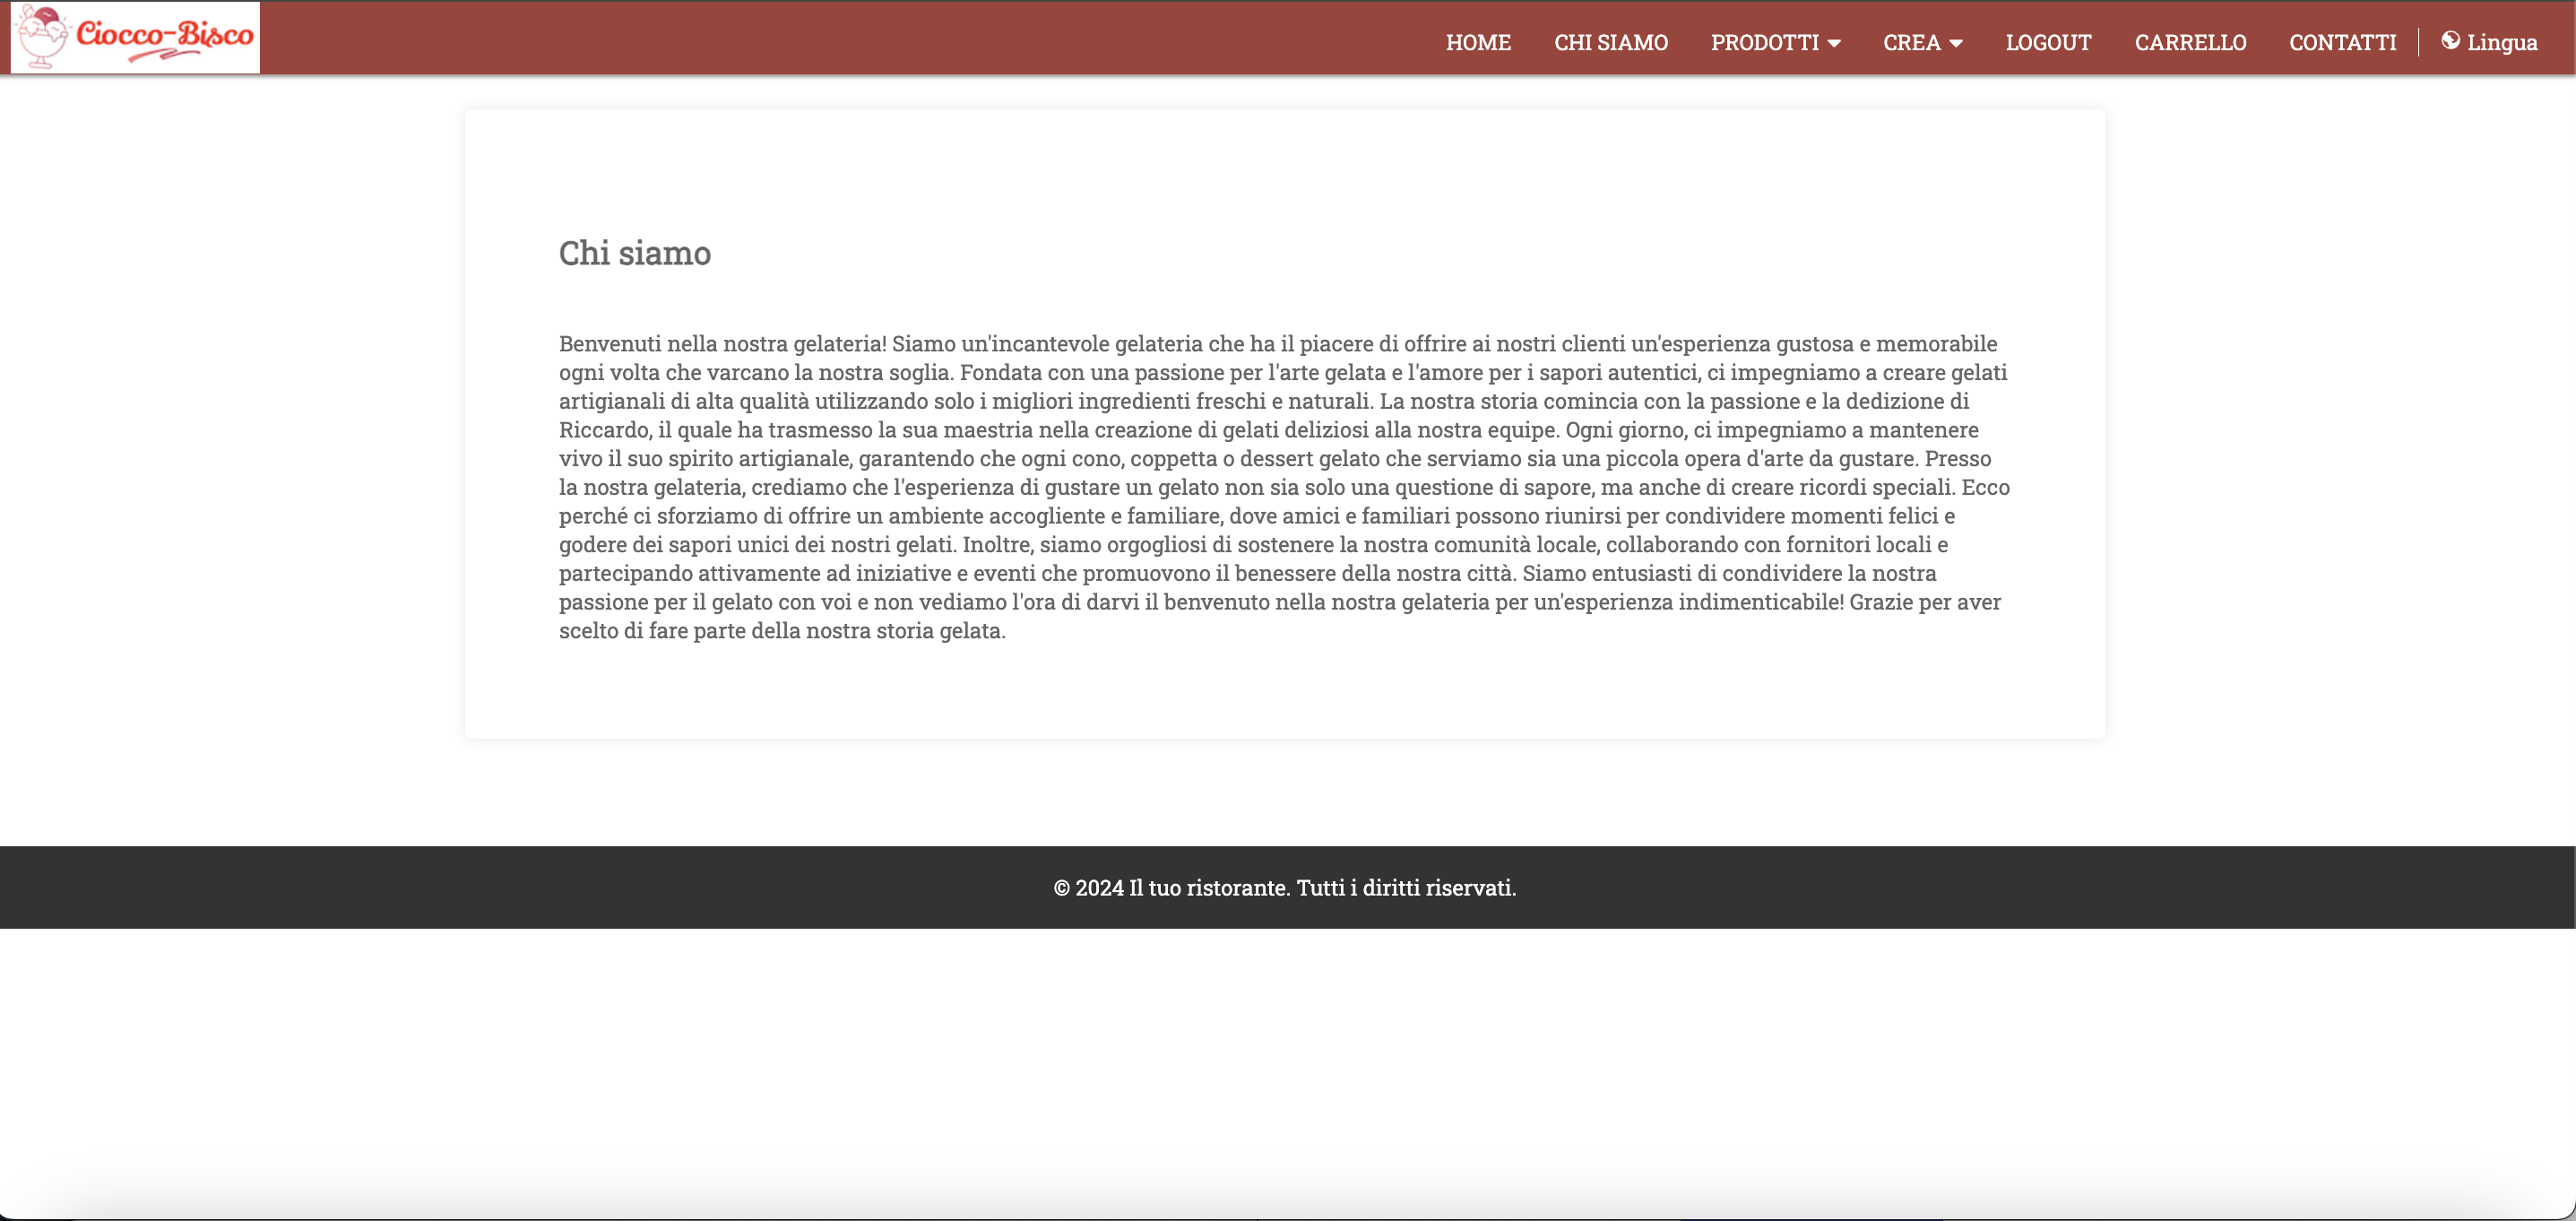 Ciocco-Bisco
HOME CHI SIAMO PRODOTTI CREA LOGOUT CARRELLO CONTATTI Lingua
Chi siamo
Benvenuti nella nostra gelateria! Siamo un'incantevole gelateria che ha il piacere di offrire ai nostri clienti un'esperienza gustosa e memorabile
ogni volta che varcano la nostra soglia. Fondata con una passione per l'arte gelata e l'amore per i sapori autentici, ci impegniamo a creare gelati
artigianali di alta qualità utilizzando solo i migliori ingredienti freschi e naturali. La nostra storia comincia con la passione e la dedizione di
Riccardo, il quale ha trasmesso la sua maestria nella creazione di gelati deliziosi alla nostra equipe. Ogni giorno, ci impegniamo a mantenere
vivo il suo spirito artigianale, garantendo che ogni cono, coppetta o dessert gelato che serviamo sia una piccola opera d'arte da gustare. Presso
la nostra gelateria, crediamo che l'esperienza di gustare un gelato non sia solo una questione di sapore, ma anche di creare ricordi speciali. Ecco
perché ci sforziamo di offrire un ambiente accogliente e familiare, dove amici e familiari possono riunirsi per condividere momenti felici e
godere dei sapori unici dei nostri gelati. Inoltre, siamo orgogliosi di sostenere la nostra comunità locale, collaborando con fornitori locali e
partecipando attivamente ad iniziative e eventi che promuovono il benessere della nostra città. Siamo entusiasti di condividere la nostra
passione per il gelato con voi e non vediamo l'ora di darvi il benvenuto nella nostra gelateria per un'esperienza indimenticabile! Grazie per aver
scelto di fare parte della nostra storia gelata.
© 2024 Il tuo ristorante. Tutti i diritti riservati.